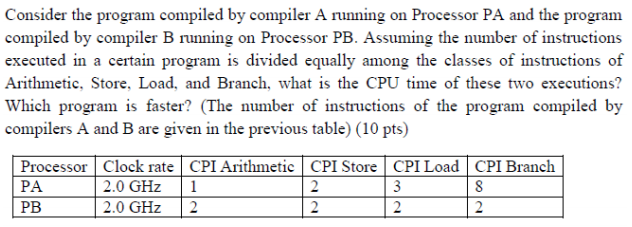 Consider the program compiled by compiler A running on Processor PA and the program
compiled by compiler B running on Processor PB. Assuming the number of instructions
executed in a certain program is divided equally among the classes of instructions of
Arithmetic, Store, Load, and Branch, what is the CPU time of these two executions?
Which program is faster? (The number of instructions of the program compiled by
compilers A and B are given in the previous table) (10 pts)
Processor Clock rate CPI Arithmetic CPI Store CPI Load CPI Branch
PA 2.0 GHz 1 2 3 8
PB 2.0 GHz 2 2 2 2